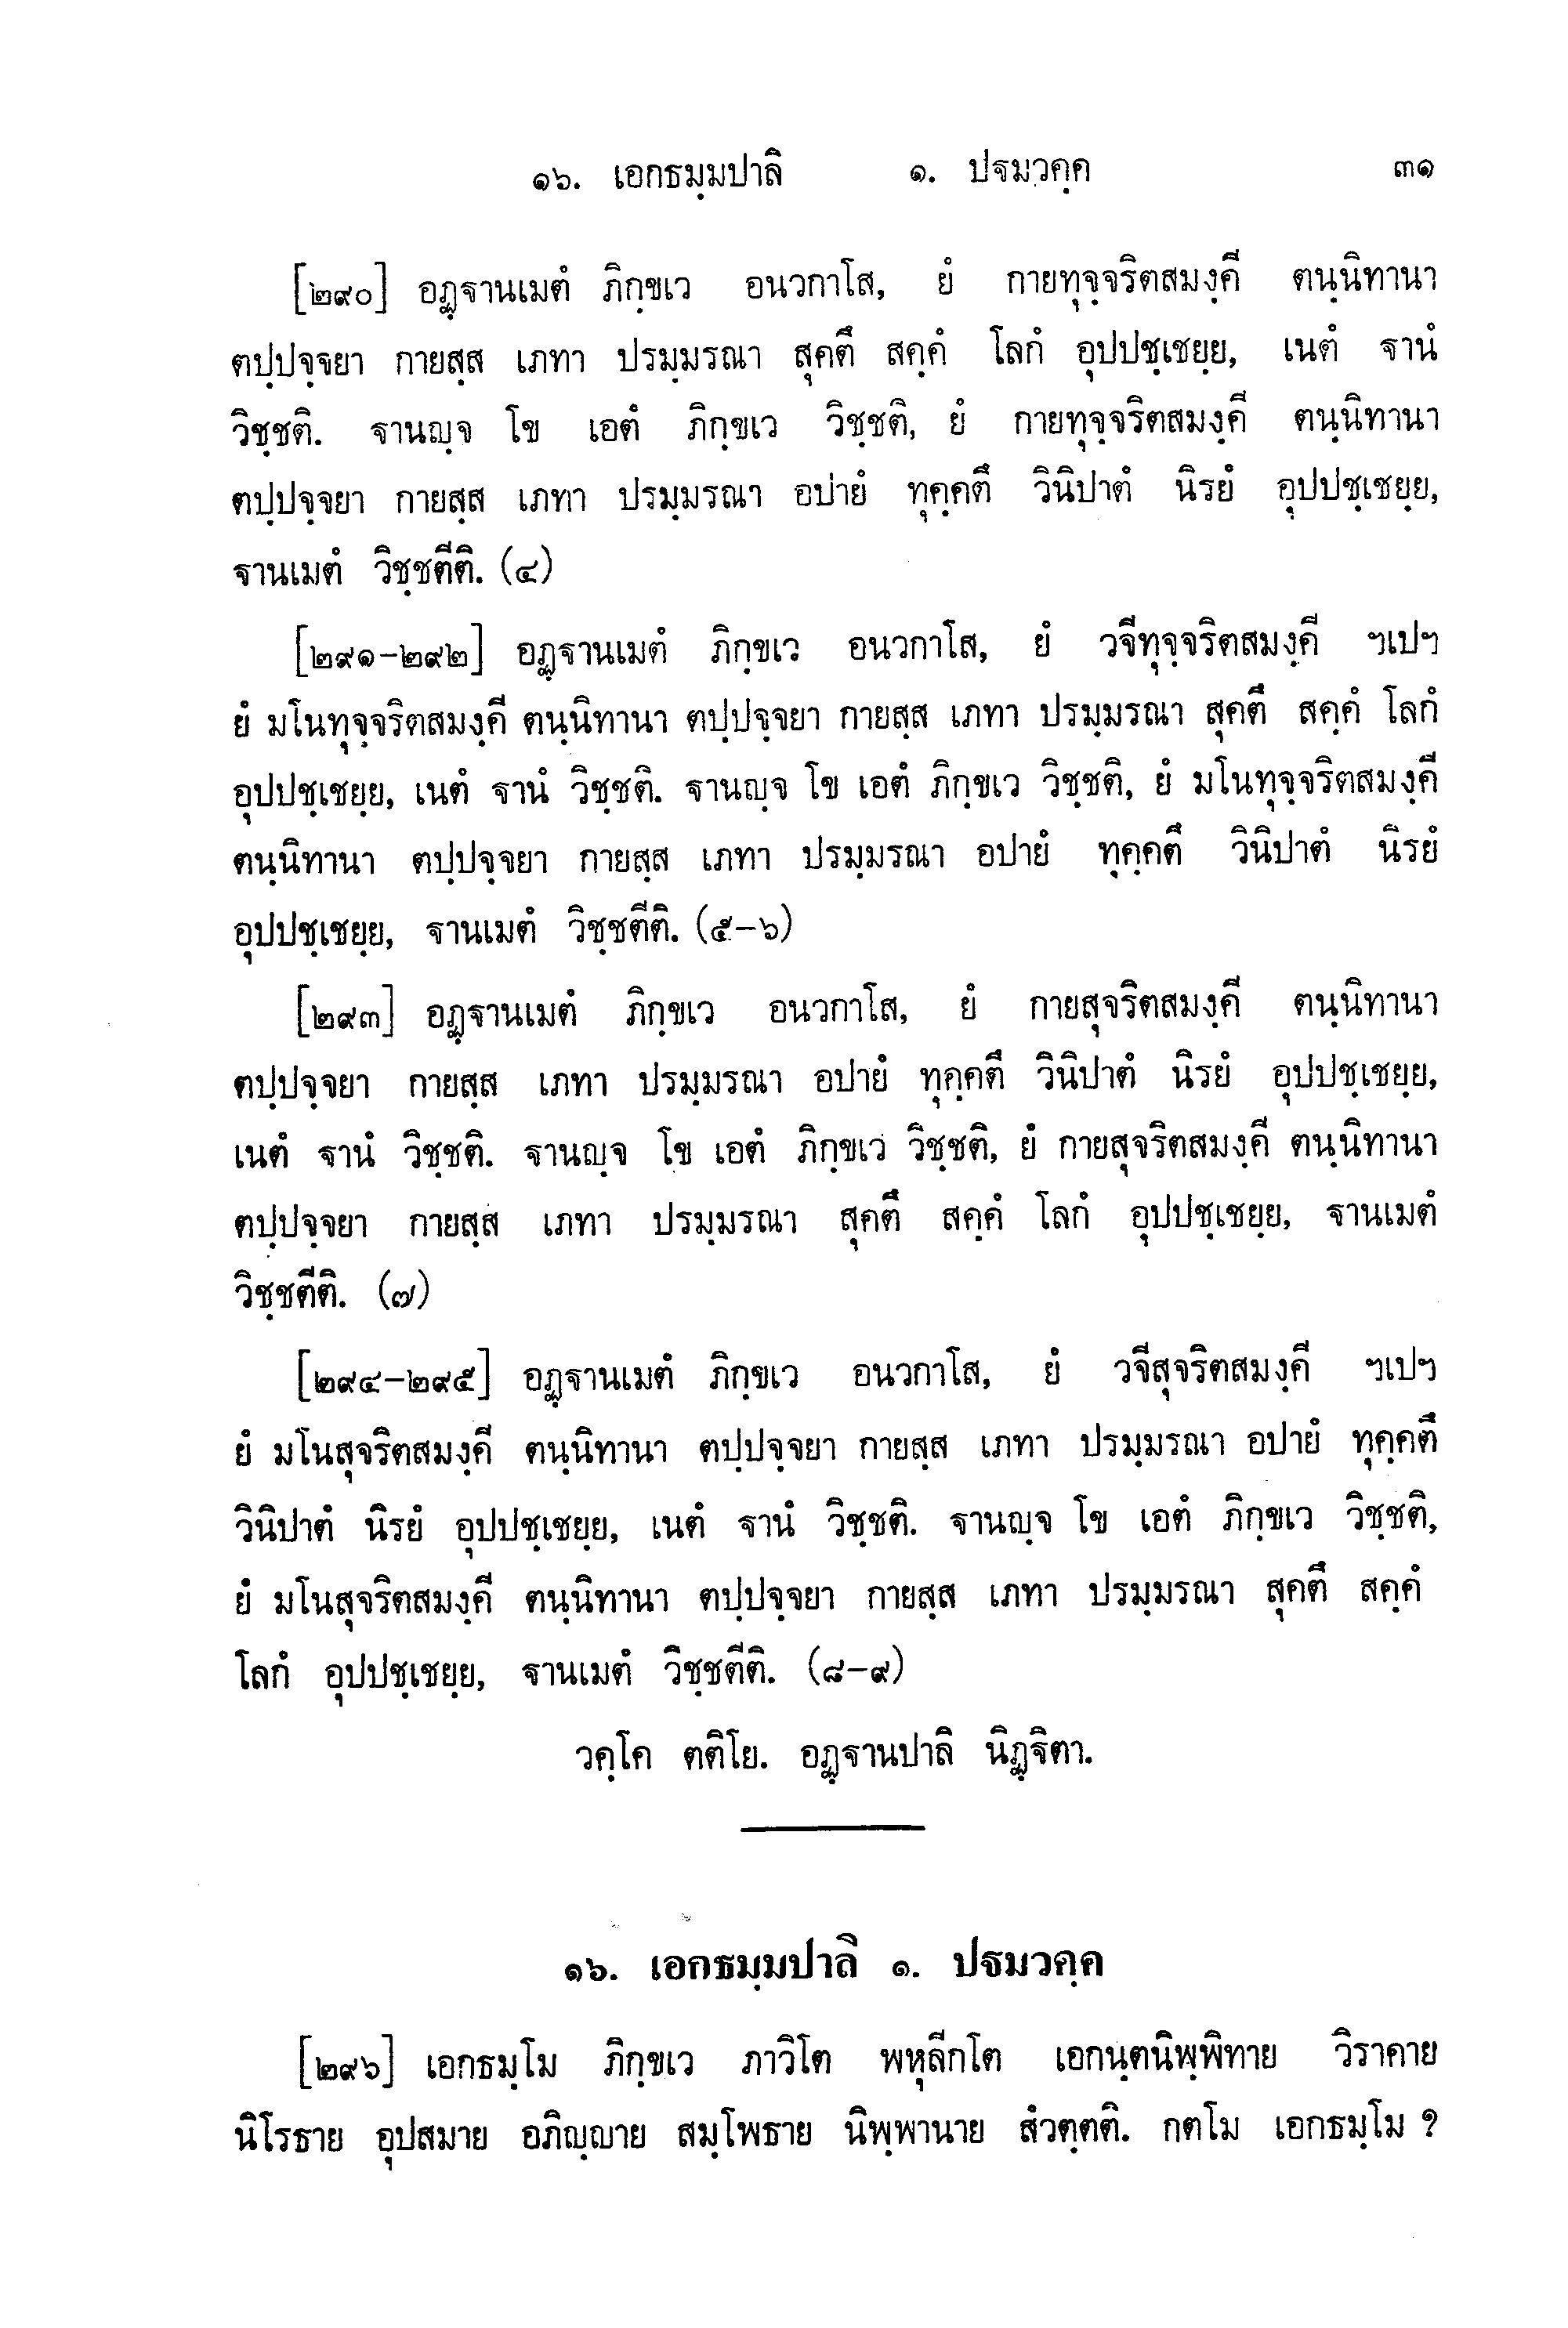 ๑๖. เอกธมฺมปาลิ ๑. ปฐมวคฺค ๓๑
[๒๙๐] อฏฺฐานเมตํ ภิกฺขเว อนวกาโส, ยํ กายทุจฺจริตสมงฺคี ตนฺนิทานา
ตปฺปจฺจยา กายสฺส เภทา ปรมฺมรณา สุคตึ สคฺคํ โลกํ อุปปชฺเชยฺย, เนตํ ฐานํ
วิชฺชติ. ฐานญฺจ โข เอตํ ภิกฺขเว วิชฺชติ, ยํ กายทุจฺจริตสมงฺคี ตนฺนิทานา
ตปฺปจฺจยา กายสฺส เภทา ปรมฺมรณา อปายํ ทุคฺคตึ วินิปาตํ นิรยํ อุปปชฺเชยฺย,
ฐานเมตํ วิชฺชตีติ. (๔)
[๒๙๑-๒๙๒] อฏฺฐานเมตํ ภิกฺขเว อนวกาโส, ยํ วจีทุจฺจริตสมงฺคี ฯเปฯ
ยํ มโนทุจฺจริตสมงฺคี ตนฺนิทานา ตปฺปจฺจยา กายสฺส เภทา ปรมฺมรณา สุคตึ สคฺคํ โลกํ
อุปปชฺเชยฺย, เนตํ ฐานํ วิชฺชติ. ฐานญฺจ โข เอตํ ภิกฺขเว วิชฺชติ, ยํ มโนทุจฺจริตสมงฺคี
ตนฺนิทานา ตปฺปจฺจยา กายสฺส เภทา ปรมฺมรณา อปายํ ทุคฺคตึ วินิปาตํ นิรยํ
อุปปชฺเชยฺย, ฐานเมตํ วิชฺชตีติ. (๕-๖)
[๒๙๓] อฏฺฐานเมตํ ภิกฺขเว อนวกาโส, ยํ กายสุจริตสมงฺคี ตนฺนิทานา
ตปฺปจฺจยา กายสฺส เภทา ปรมฺมรณา อปายํ ทุคฺคตึ วินิปาตํ นิรยํ อุปปชฺเชยฺย,
เนตํ ฐานํ วิชฺชติ. ฐานญฺจ โข เอตํ ภิกฺขเว วิชฺชติ, ยํ กายสุจริตสมงฺคี ตนฺนิทานา
ตปฺปจฺจยา กายสฺส เภทา ปรมฺมรณา สุคตึ สคฺคํ โลกํ อุปปชฺเชยฺย, ฐานเมตํ
วิชฺชตีติ. (๗)
[๒๙๔-๒๙๕] อฏฺฐานเมตํ ภิกฺขเว อนวกาโส, ยํ วจีสุจริตสมงฺคี ฯเปฯ
ยํ มโนสุจริตสมงฺคี ตนฺนิทานา ตปฺปจฺจยา กายสฺส เภทา ปรมฺมรณา อปายํ ทุคฺคตึ
วินิปาตํ นิรยํ อุปปชฺเชยฺย, เนตํ ฐานํ วิชฺชติ. ฐานญฺจ โข เอตํ ภิกฺขเว วิชฺชติ,
ยํ มโนสุจริตสมงฺคี ตนฺนิทานา ตปฺปจฺจยา กายสฺส เภทา ปรมฺมรณา สุคตึ สคฺคํ
โลกํ อุปปชฺเชยฺย, ฐานเมตํ วิชฺชตีติ. (๘-๙)
วคฺโค ตติโย. อฏฺฐานปาลิ นิฏฺฐิตา.
๑๖. เอกธมฺมปาลิ ๑. ปฐมวคฺค
[๒๙๖] เอกธมฺโม ภิกฺขเว ภาวิโต พหุลีกโต เอกนฺตนิพฺพิทาย วิราคาย
นิโรธาย อุปสมาย อภิญฺญาย สมฺโพธาย นิพฺพานาย สํวตฺตติ. กตโม เอกธมฺโม ?